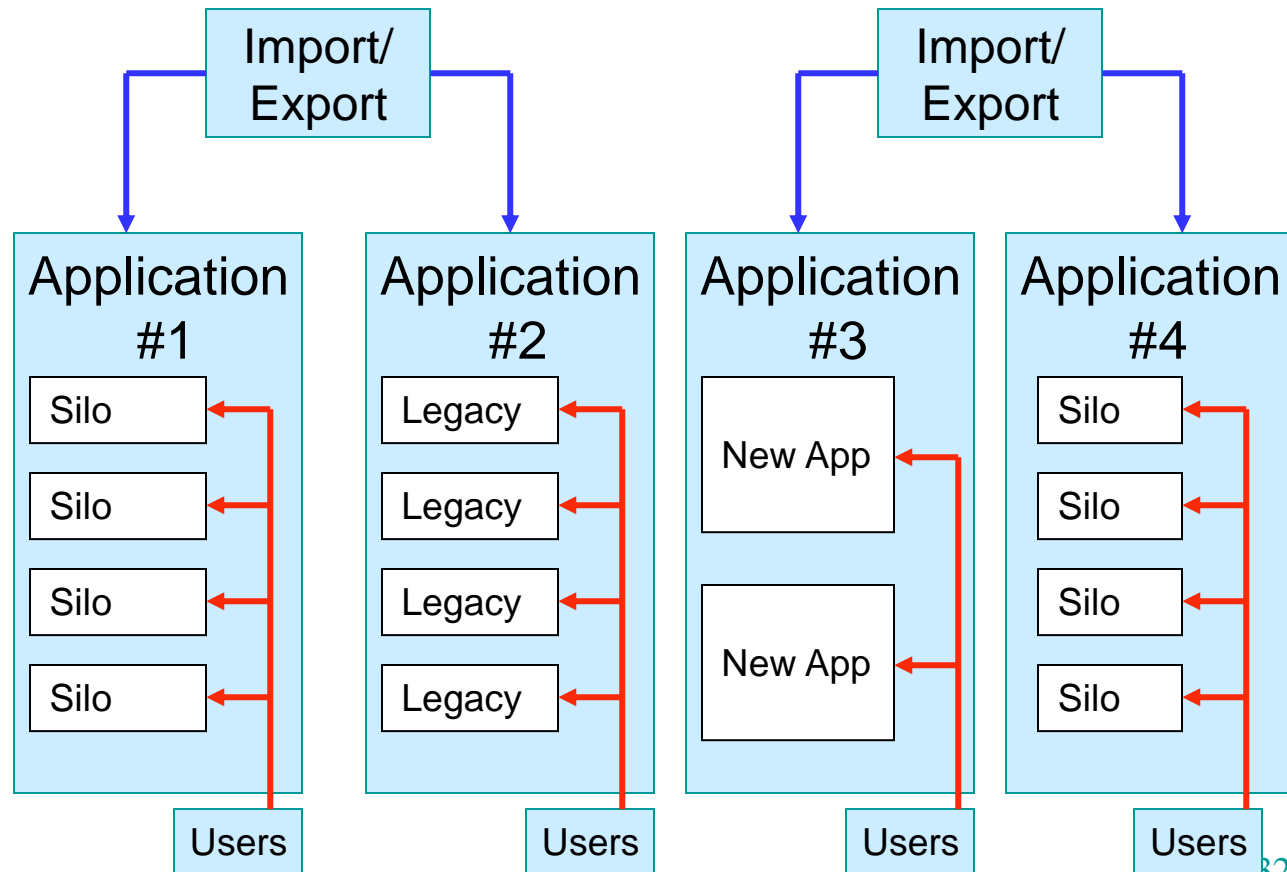 Import/
Export
Import/
Export
Application
#1
Silo
Silo
Silo
Silo
Users
Application
#2
Legacy
Legacy
Legacy
Legacy
Users
Application
#3
New App
New App
Users
Application
#4
Silo
Silo
Silo
Silo
Users